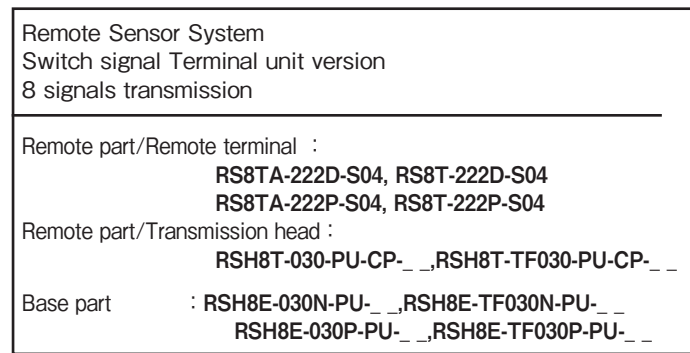 Remote Sensor System
Switch signal Terminal unit version
8 signals transmission
Remote part/Remote terminal :
RS8TA-222D-S04, RS8T-222D-S04
RS8TA-222P-S04, RS8T-222P-S04
Remote part/Transmission head :
RSH8T-030-PU-CP-_ _,RSH8T-TF030-PU-CP-_ _
Base part : RSH8E-030N-PU-_ _,RSH8E-TF030N-PU-_ _
RSH8E-030P-PU-_ _,RSH8E-TF030P-PU-_ _